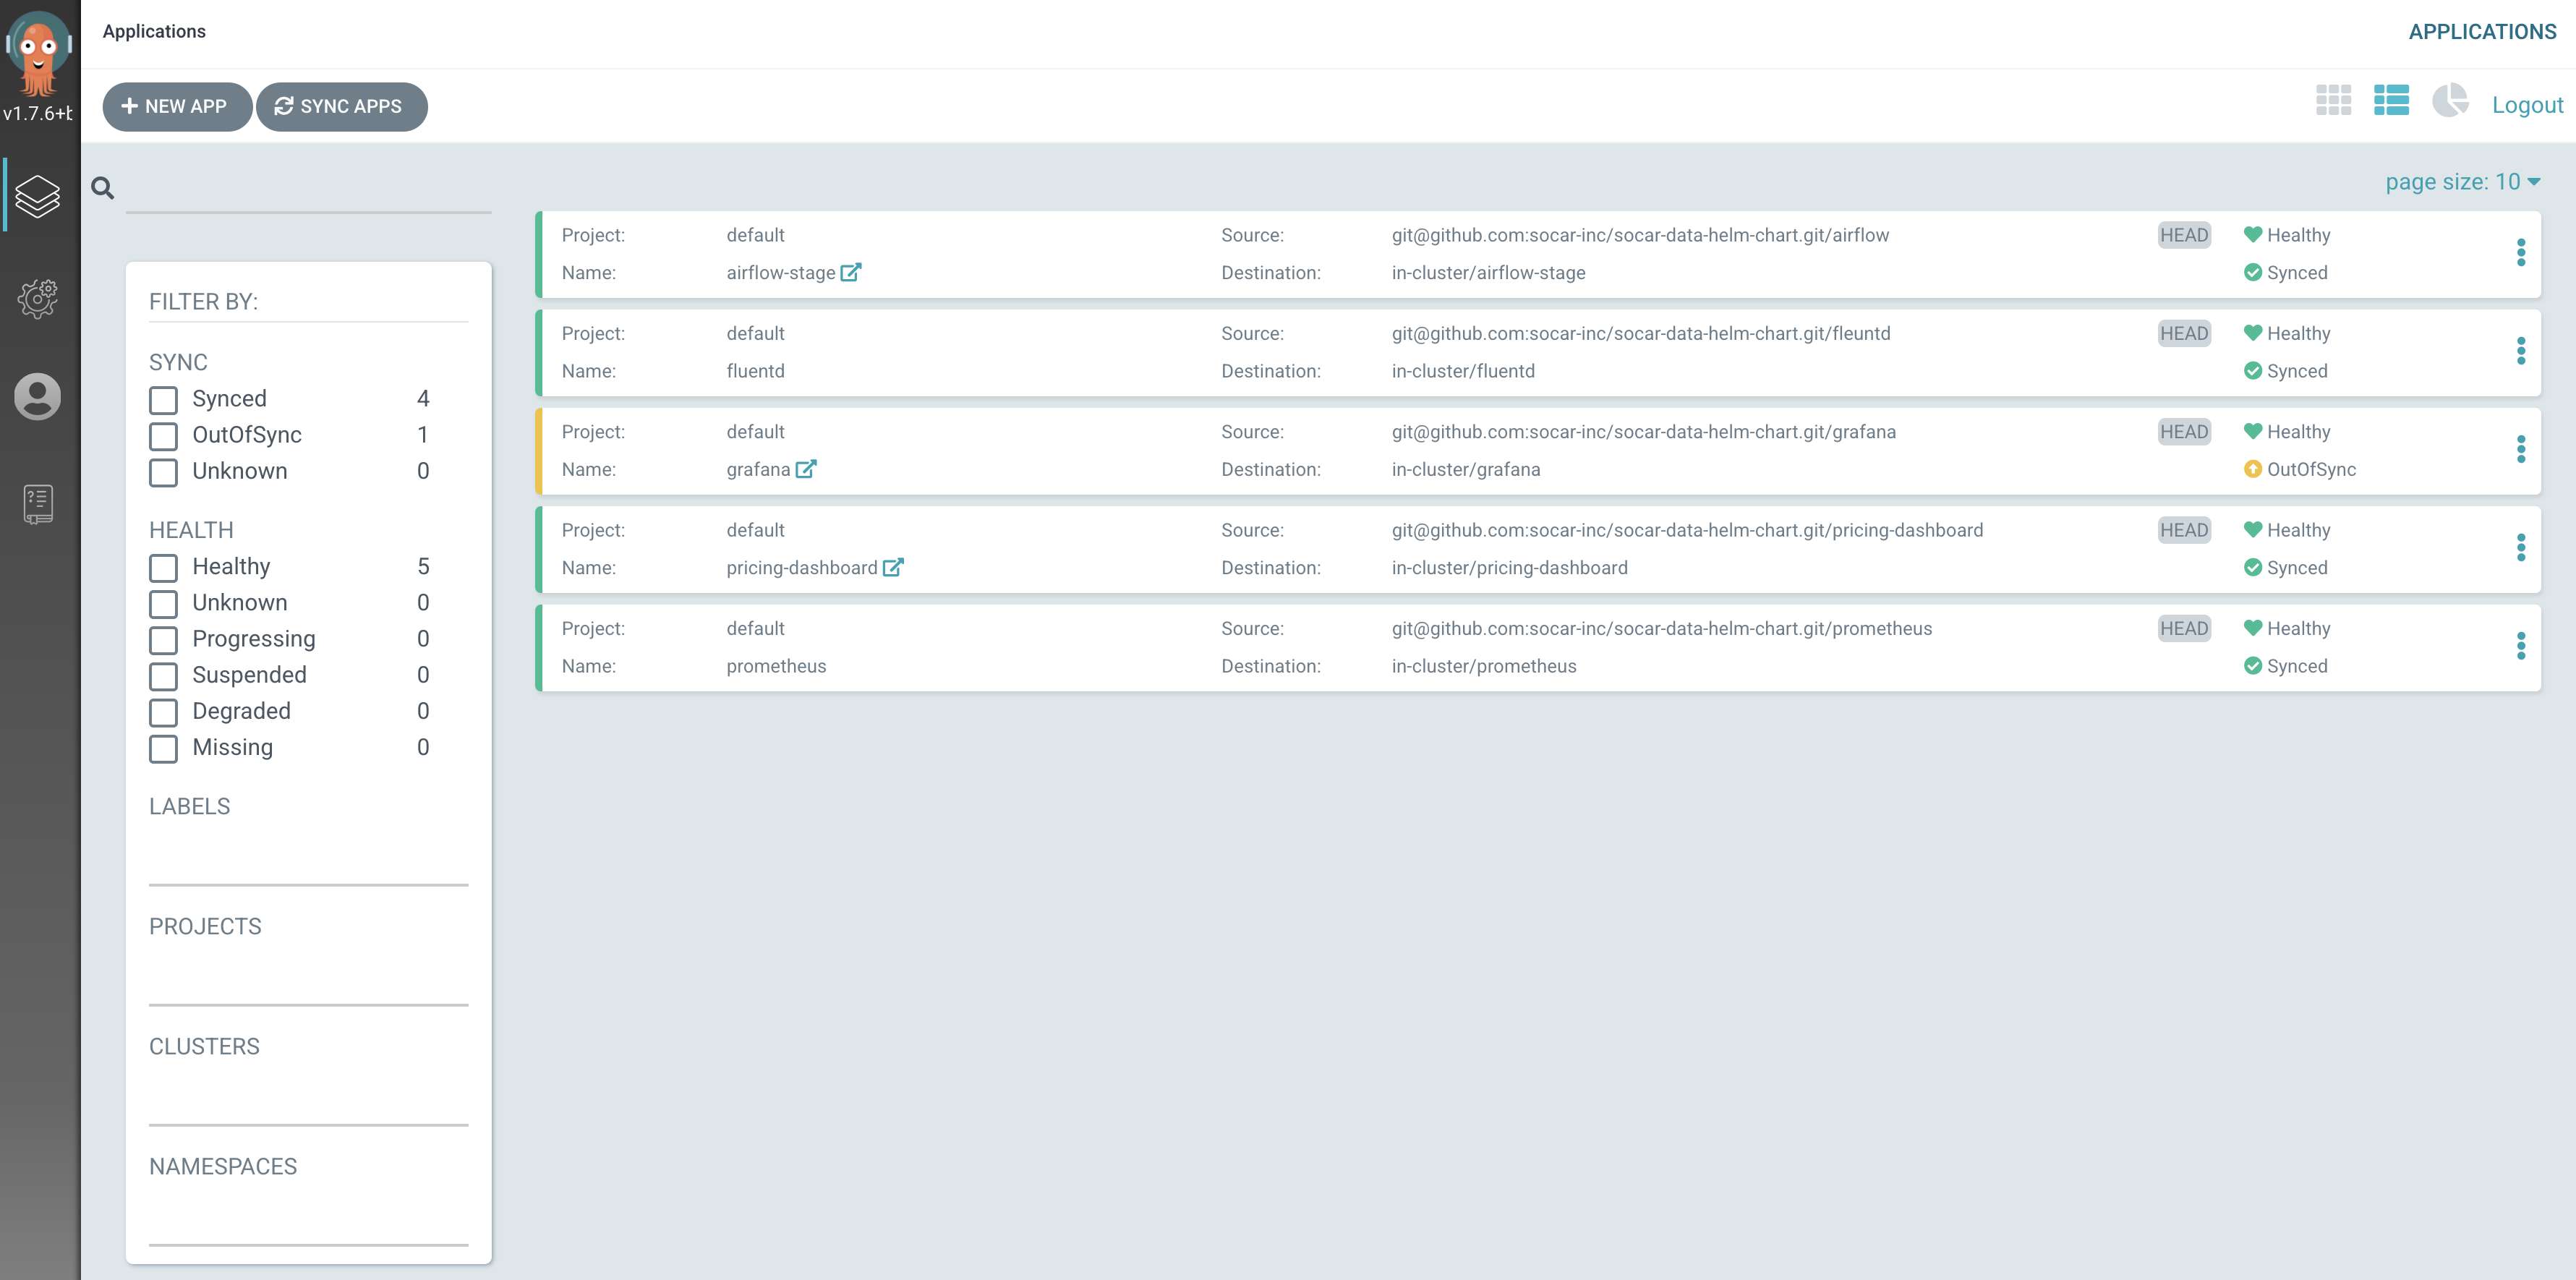 Applications
APPLICATIONS
v1.7.6+b
NEW APP
SYNC APPS
Logout
page size: 10
FILTER BY:
SYNC
Synced 4
OutOfSync 1
Unknown 0
HEALTH
Healthy 5
Unknown 0
Progressing 0
Suspended 0
Degraded 0
Missing 0
LABELS
PROJECTS
CLUSTERS
NAMESPACES
Project: default Source: git@github.com:socar-inc/socar-data-helm-chart.git/airflow HEAD Healthy
Name: airflow-stage Destination: in-cluster/airflow-stage Synced
Project: default Source: git@github.com:socar-inc/socar-data-helm-chart.git/fleuntd HEAD Healthy
Name: fluentd Destination: in-cluster/fluentd Synced
Project: default Source: git@github.com:socar-inc/socar-data-helm-chart.git/grafana HEAD Healthy
Name: grafana Destination: in-cluster/grafana OutOfSync
Project: default Source: git@github.com:socar-inc/socar-data-helm-chart.git/pricing-dashboard HEAD Healthy
Name: pricing-dashboard Destination: in-cluster/pricing-dashboard Synced
Project: default Source: git@github.com:socar-inc/socar-data-helm-chart.git/prometheus HEAD Healthy
Name: prometheus Destination: in-cluster/prometheus Synced